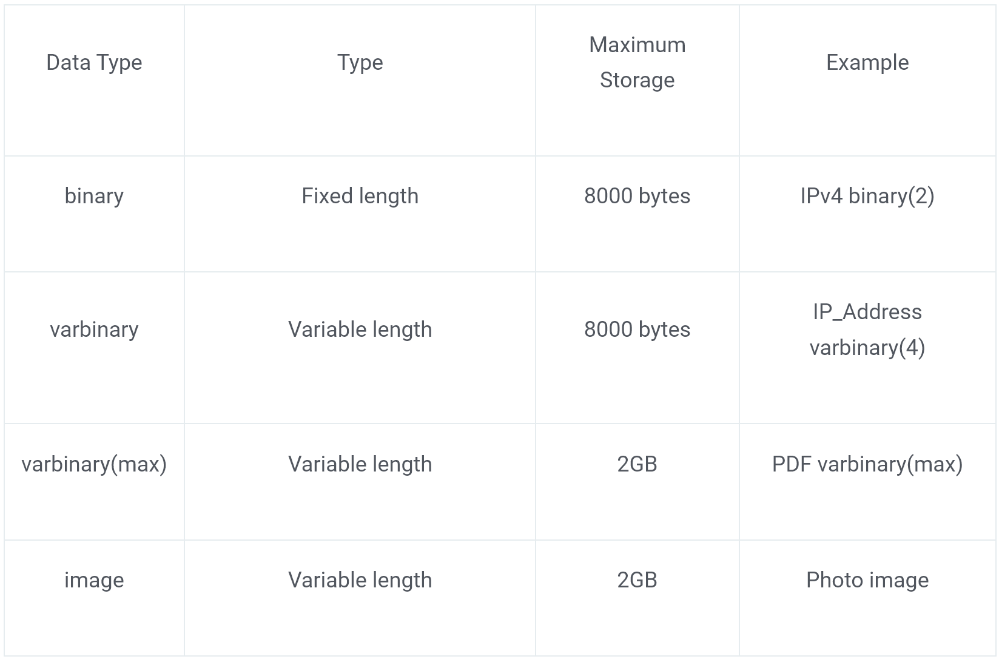 Data Type
Type
Maximum
Storage
Example
binary
Fixed length
8000 bytes
IPv4 binary(2)
varbinary
Variable length
8000 bytes
IP_Address
varbinary(4)
varbinary(max)
Variable length
2GB
PDF varbinary(max)
image
Variable length
2GB
Photo image